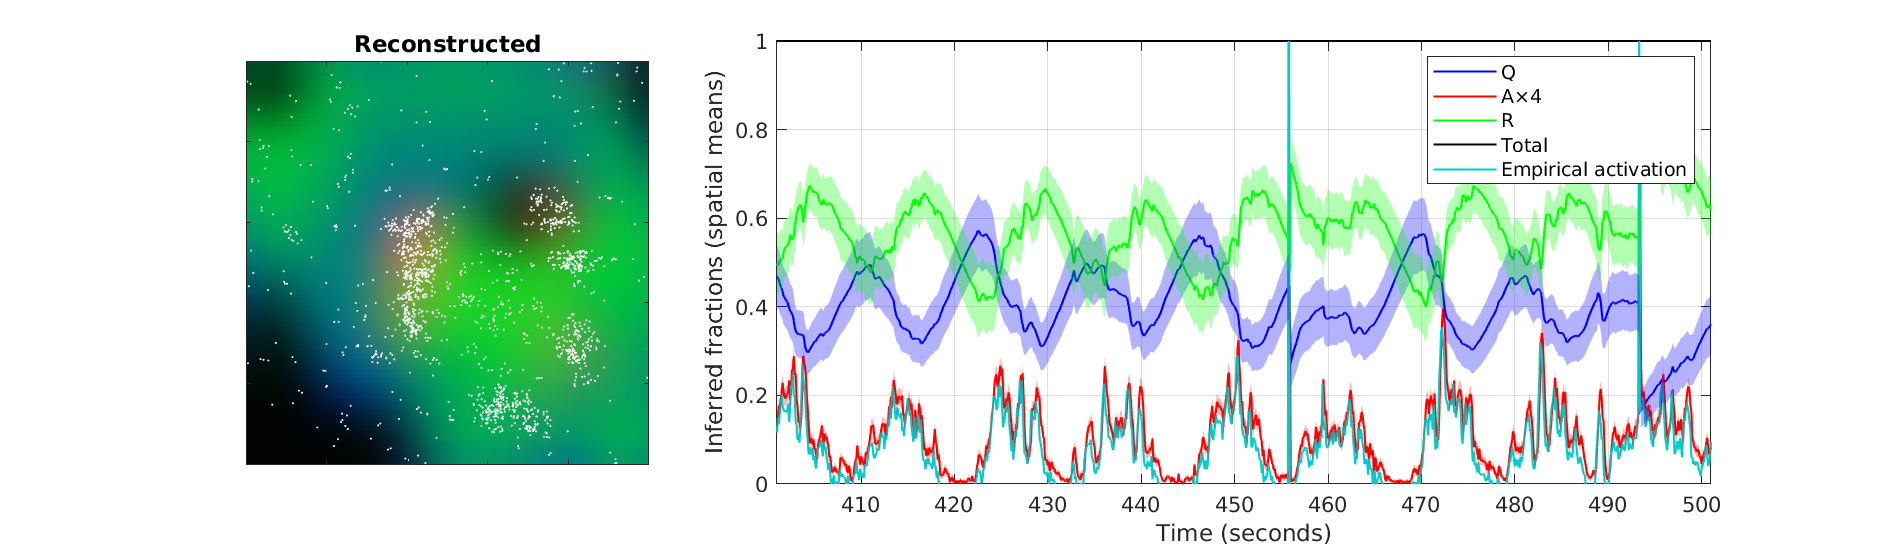 Reconstructed
Inferred fractions (spatial means)
1
0.8
0.6
0.4
0.2
0
Q
A×4
R
Total
Empirical activation
410 420 430 440 450 460 470 480 490 500
Time (seconds)